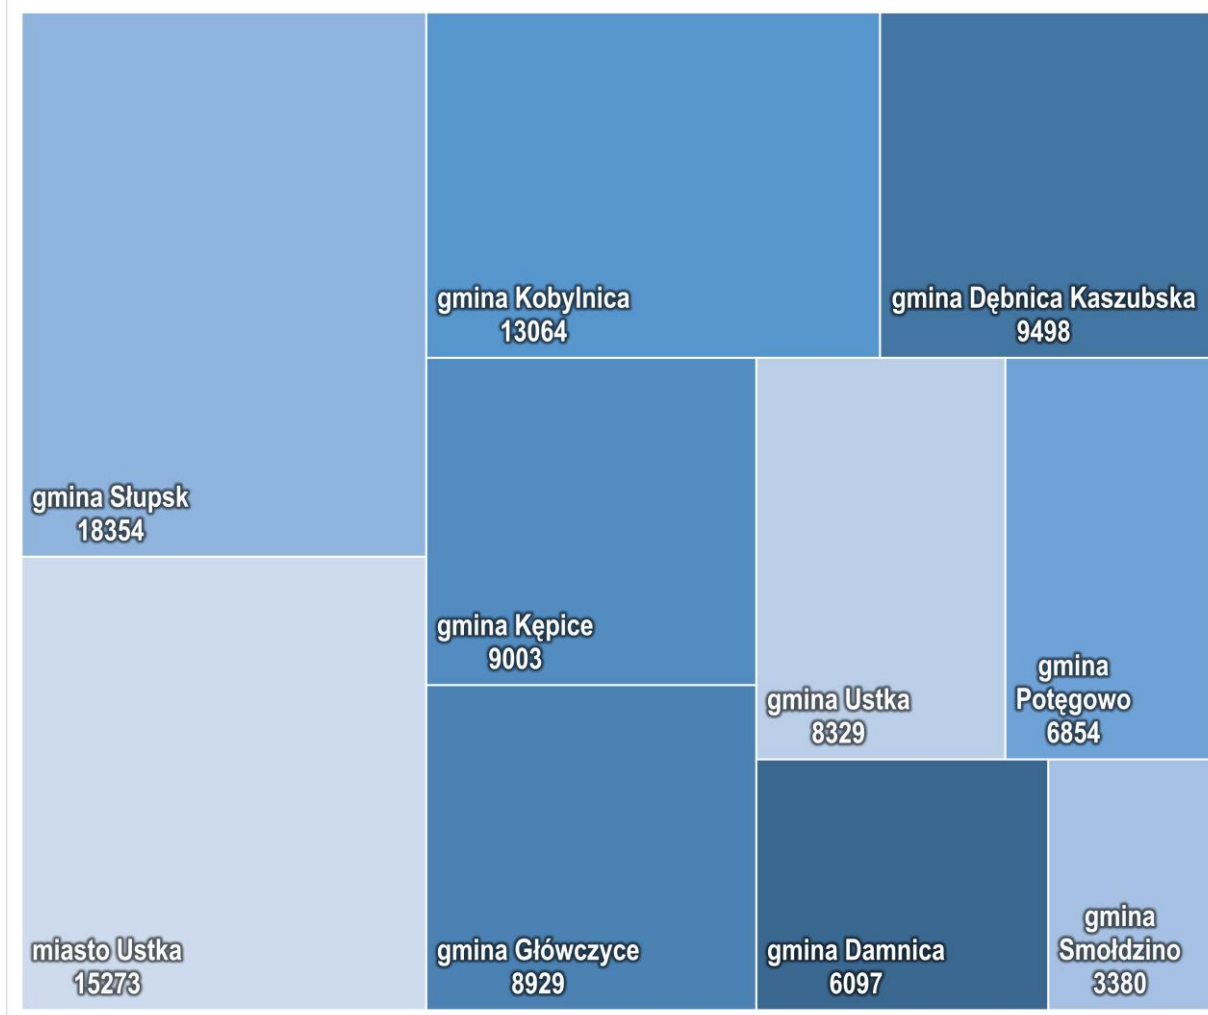 gmina Słupsk
18354
miasto Ustka
15273
gmina Kobylnica
13064
gmina Dębnica Kaszubska
9498
gmina Kępice
9003
gmina Główczyce
8929
gmina Ustka
8329
gmina
Potęgowo
6854
gmina Damnica
6097
gmina
Smołdzino
3380